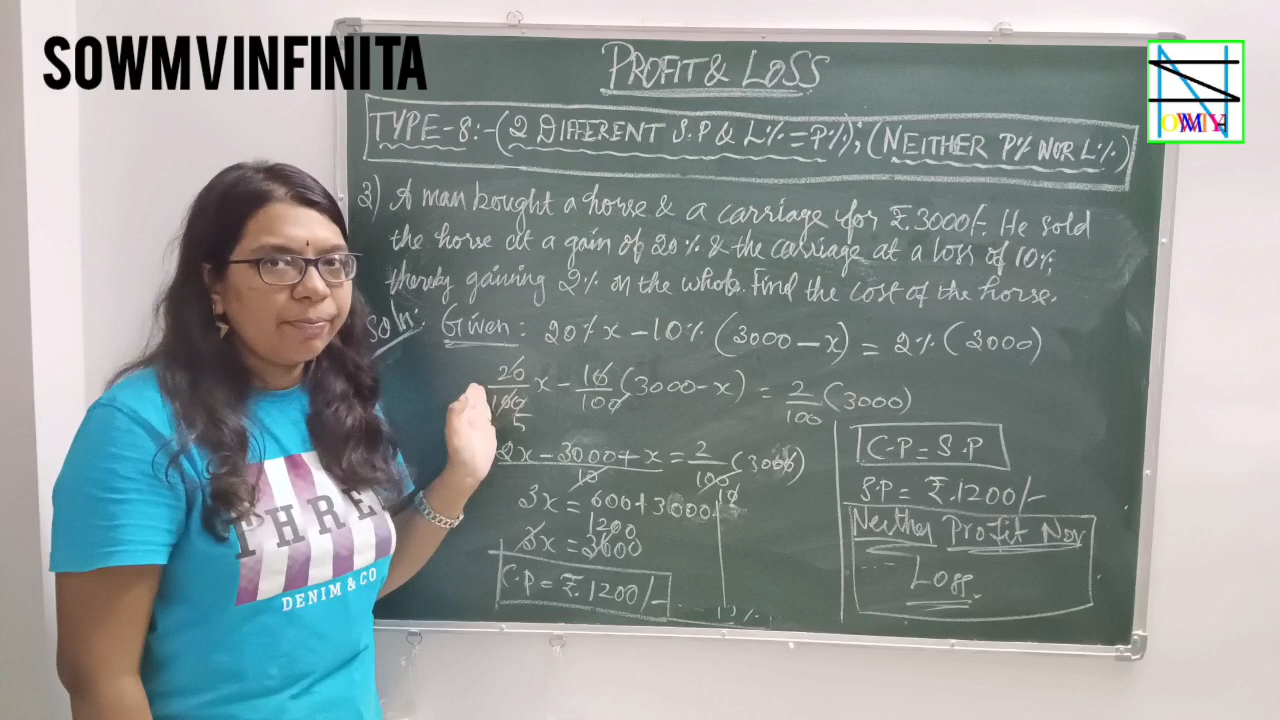 SOWMVINFINITA
PROFIT & LOSS
TYPE-8:-(2 DIFFERENT S.P & L%=P%); (NEITHER P% NOR L%)
3) A man bought a horse & a carriage for ₹.3000/-. He sold
the horse at a gain of 20% & the carriage at a loss of 10%,
thereby gaining 2% on the whole. Find the cost of the horse.
Soln: Given: 20%x - 10% (3000-x) = 2% (3000)
20/100 x - 10/100 (3000-x) = 2/100 (3000)
5
2x - 3000 + x / 10 = 2/100 (3000)
10
3x = 600+3000
1200
3x = 3600
C.P = ₹.1200/-
C.P = S.P
S.P = ₹.1200/-
Neither Profit Nor
Loss.
THREE
DENIM & CO